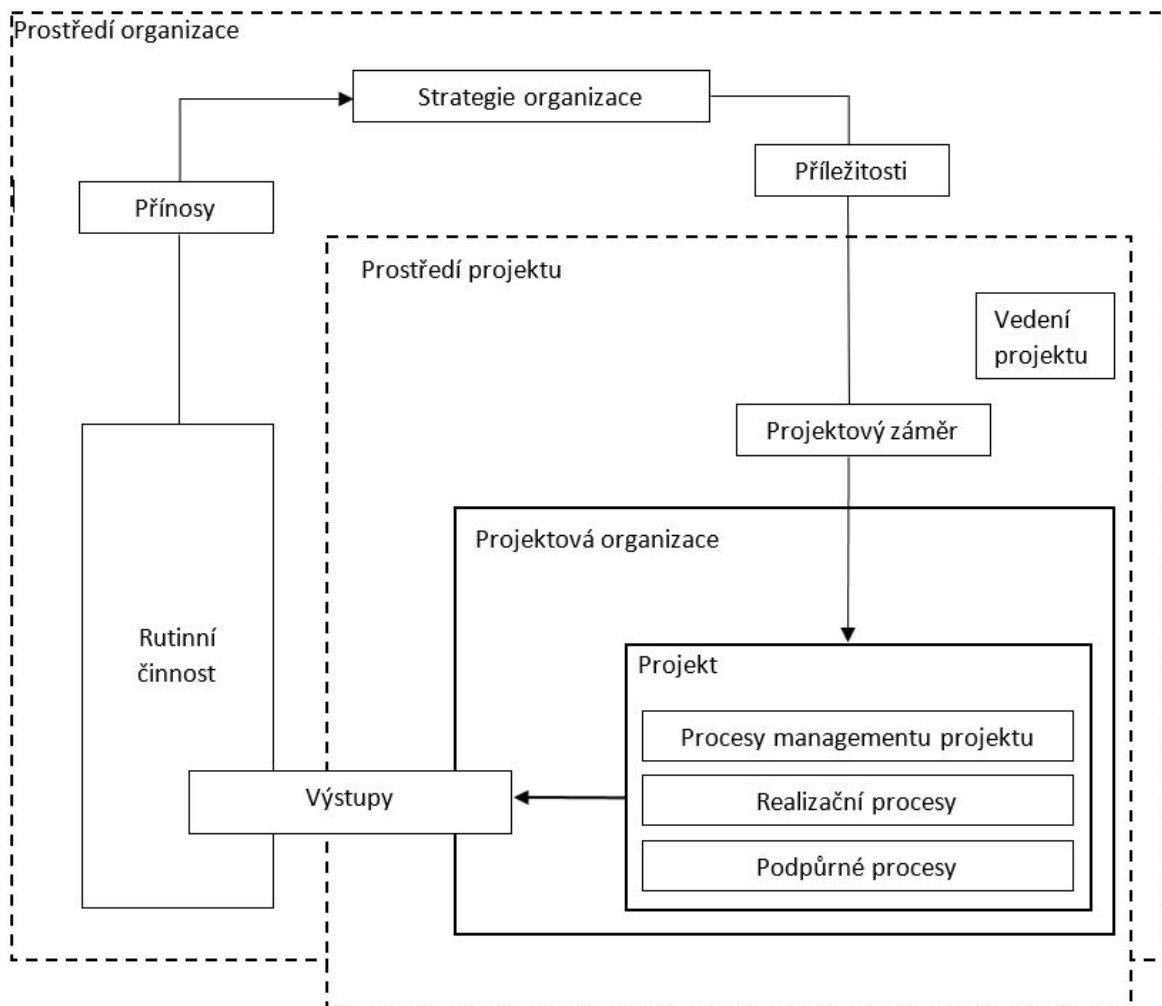 Prostředí organizace
Strategie organizace
Příležitosti
Přínosy
Prostředí projektu
Vedení
projektu
Projektový záměr
Projektová organizace
Rutinní
činnost
Projekt
Procesy managementu projektu
Výstupy
Realizační procesy
Podpůrné procesy